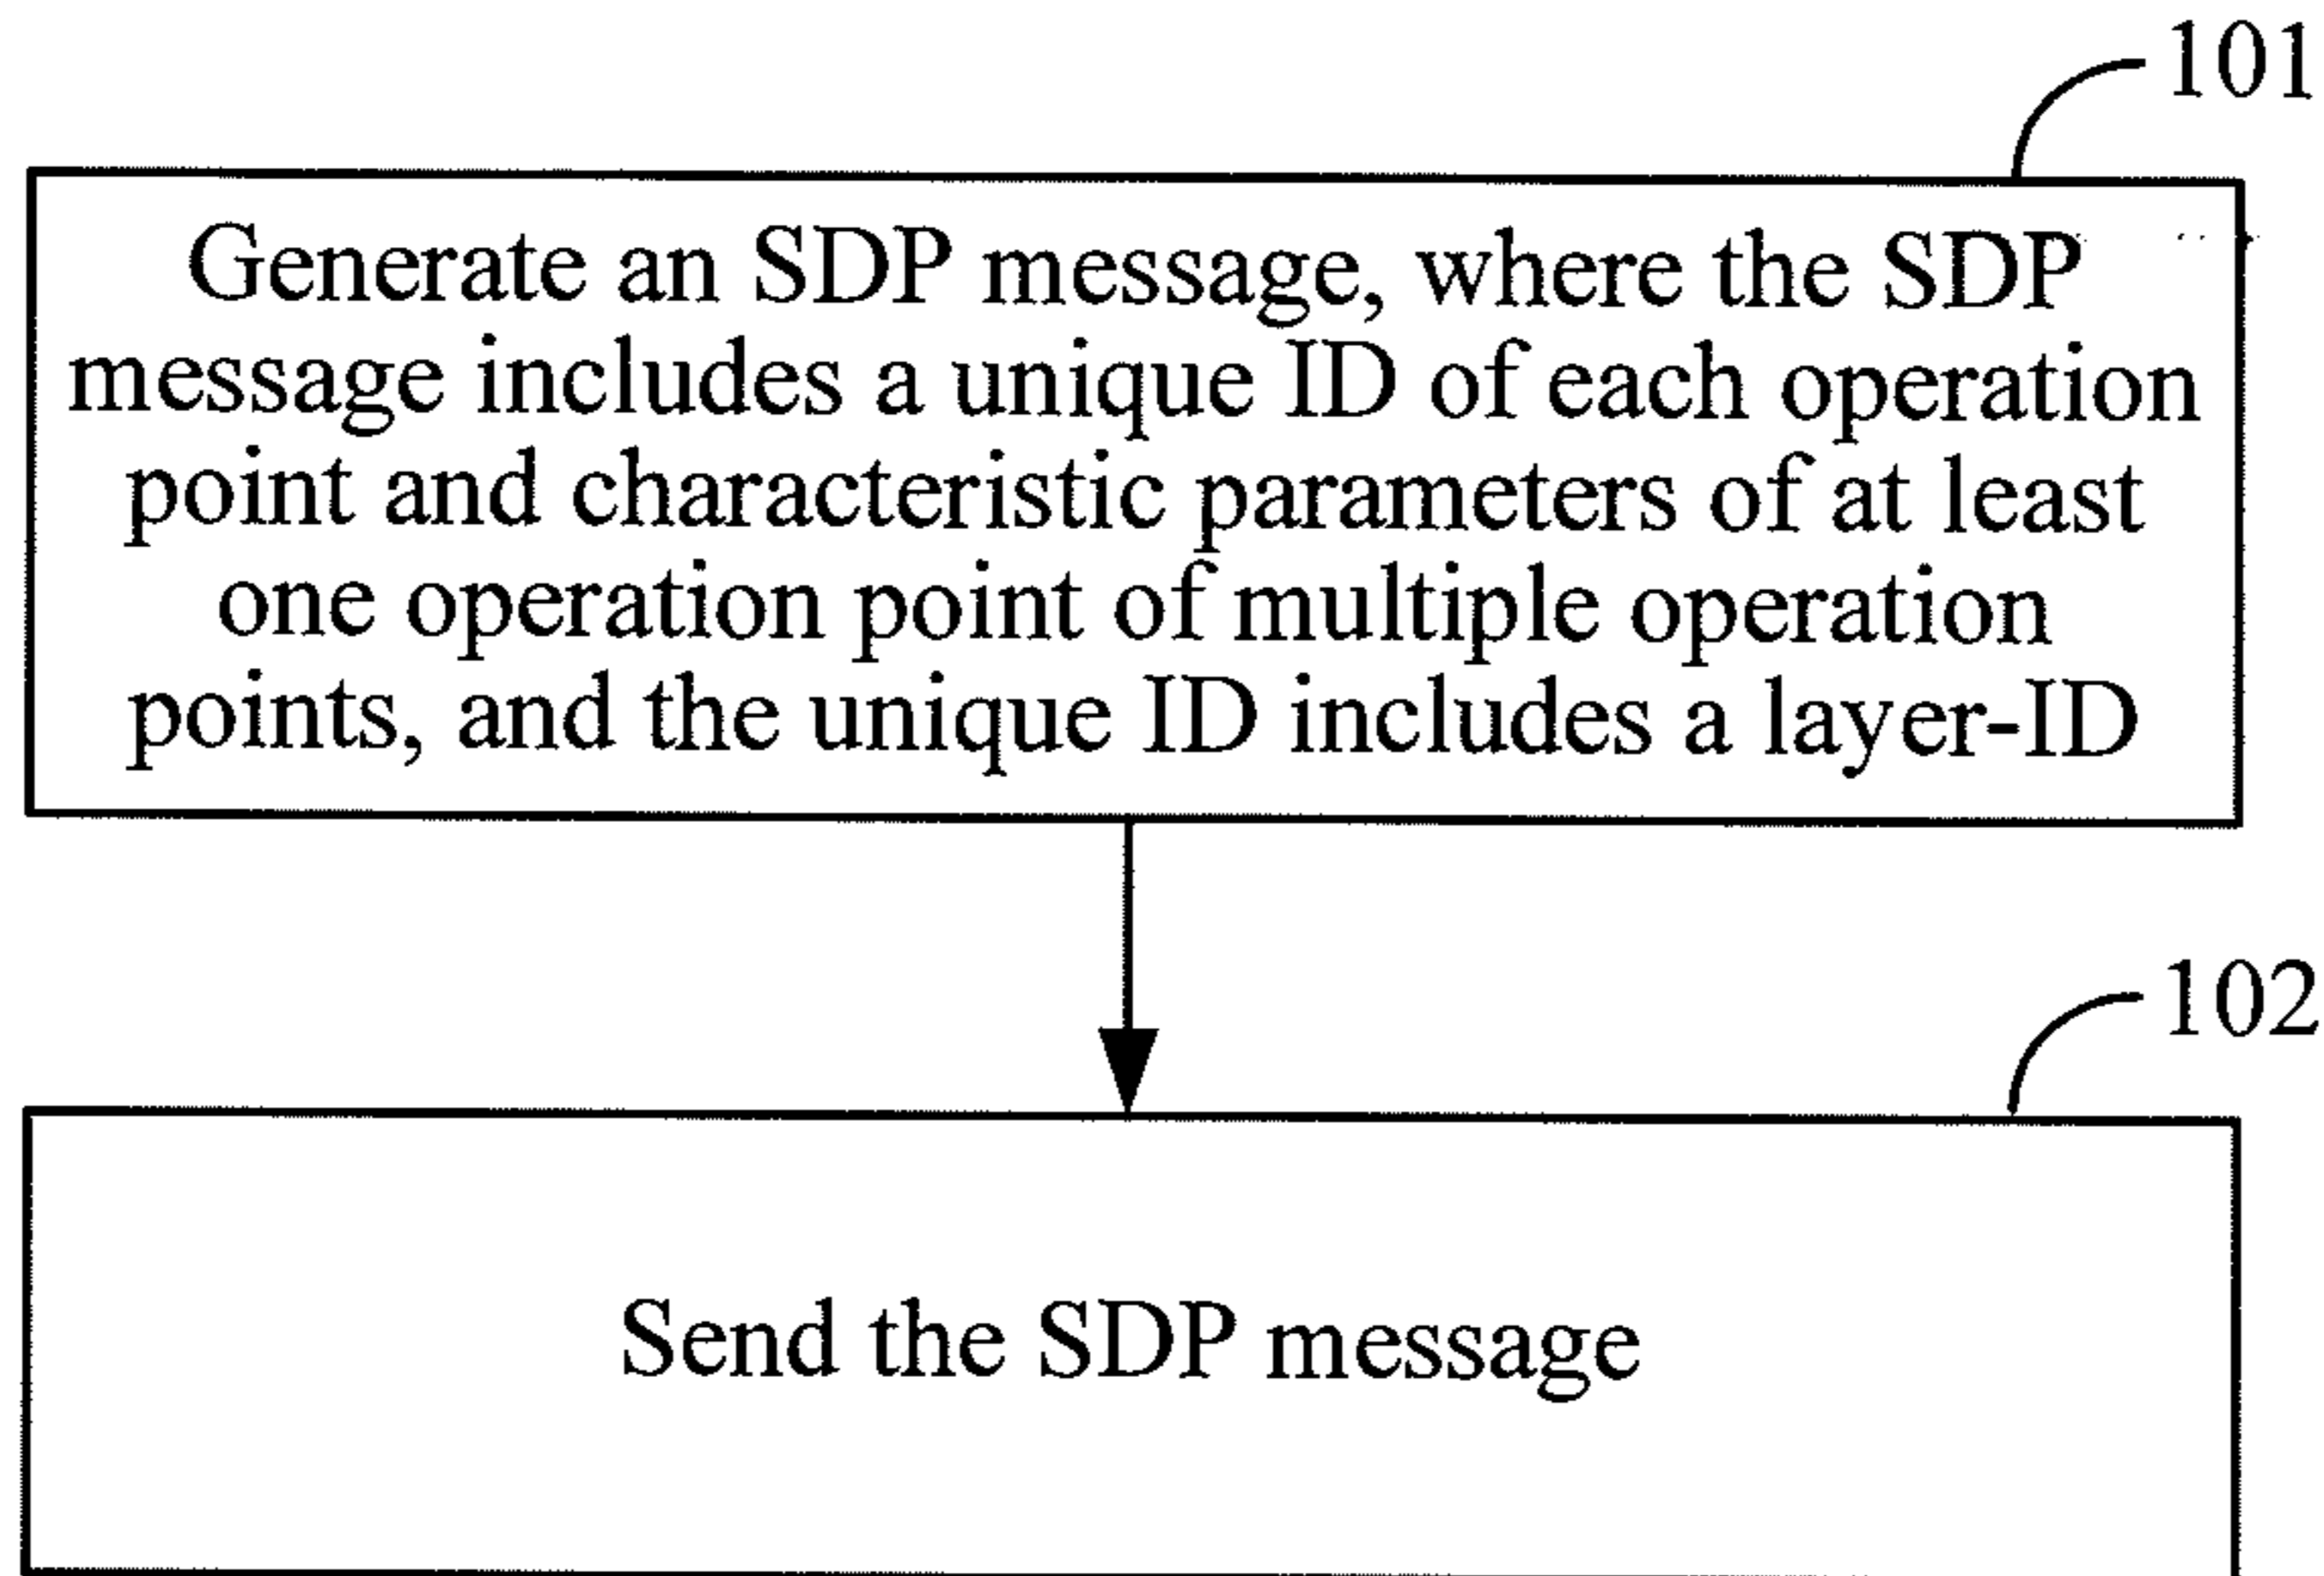 101
Generate an SDP message, where the SDP
message includes a unique ID of each operation
point and characteristic parameters of at least
one operation point of multiple operation
points, and the unique ID includes a layer-ID
102
Send the SDP message